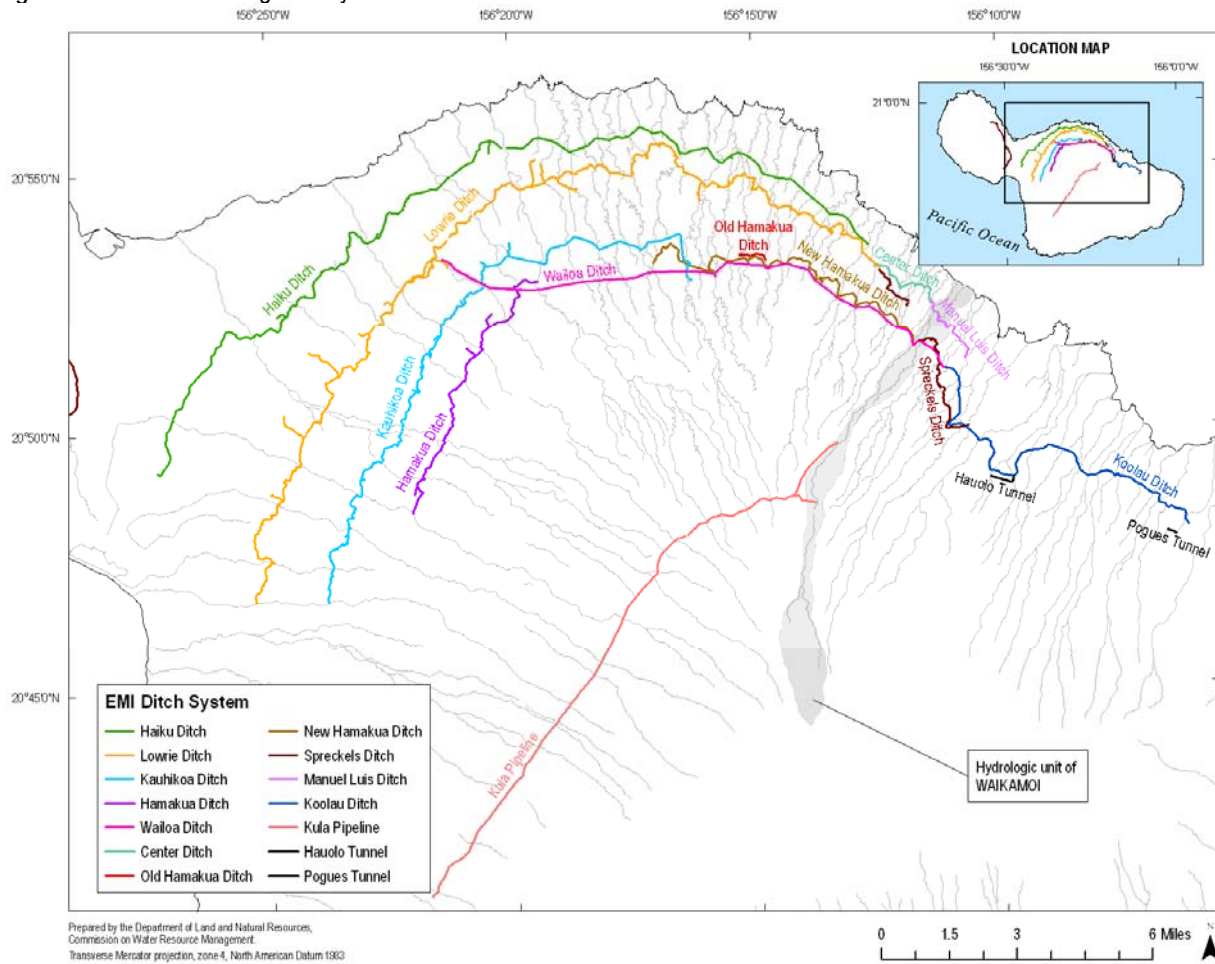 156°25'0"W
156°20'0"W
156°15'0"W
156°10'0"W
LOCATION MAP
156°30'0"W
156°0'0"W
21°0'0"N
Pacific Ocean
20°55'0"N
20°50'0"N
20°45'0"N
Haiku Ditch
Lowrie Ditch
Kauhikoa Ditch
Hamakua Ditch
Wailoa Ditch
Old Hamakua
Ditch
New Hamakua Ditch
Center Ditch
Manuel Luis Ditch
Spreckels Ditch
Koolau Ditch
Hauolo Tunnel
Pogues Tunnel
Kula Pipeline
Hydrologic unit of
WAIKAMOI
EMI Ditch System
Haiku Ditch
Lowrie Ditch
Kauhikoa Ditch
Hamakua Ditch
Wailoa Ditch
Center Ditch
Old Hamakua Ditch
New Hamakua Ditch
Spreckels Ditch
Manuel Luis Ditch
Koolau Ditch
Kula Pipeline
Hauolo Tunnel
Pogues Tunnel
Prepared by the Department of Land and Natural Resources,
Commission on Water Resource Management.
Transverse Mercator projection, zone 4, North American Datum 1983
0 1.5 3 6 Miles
N